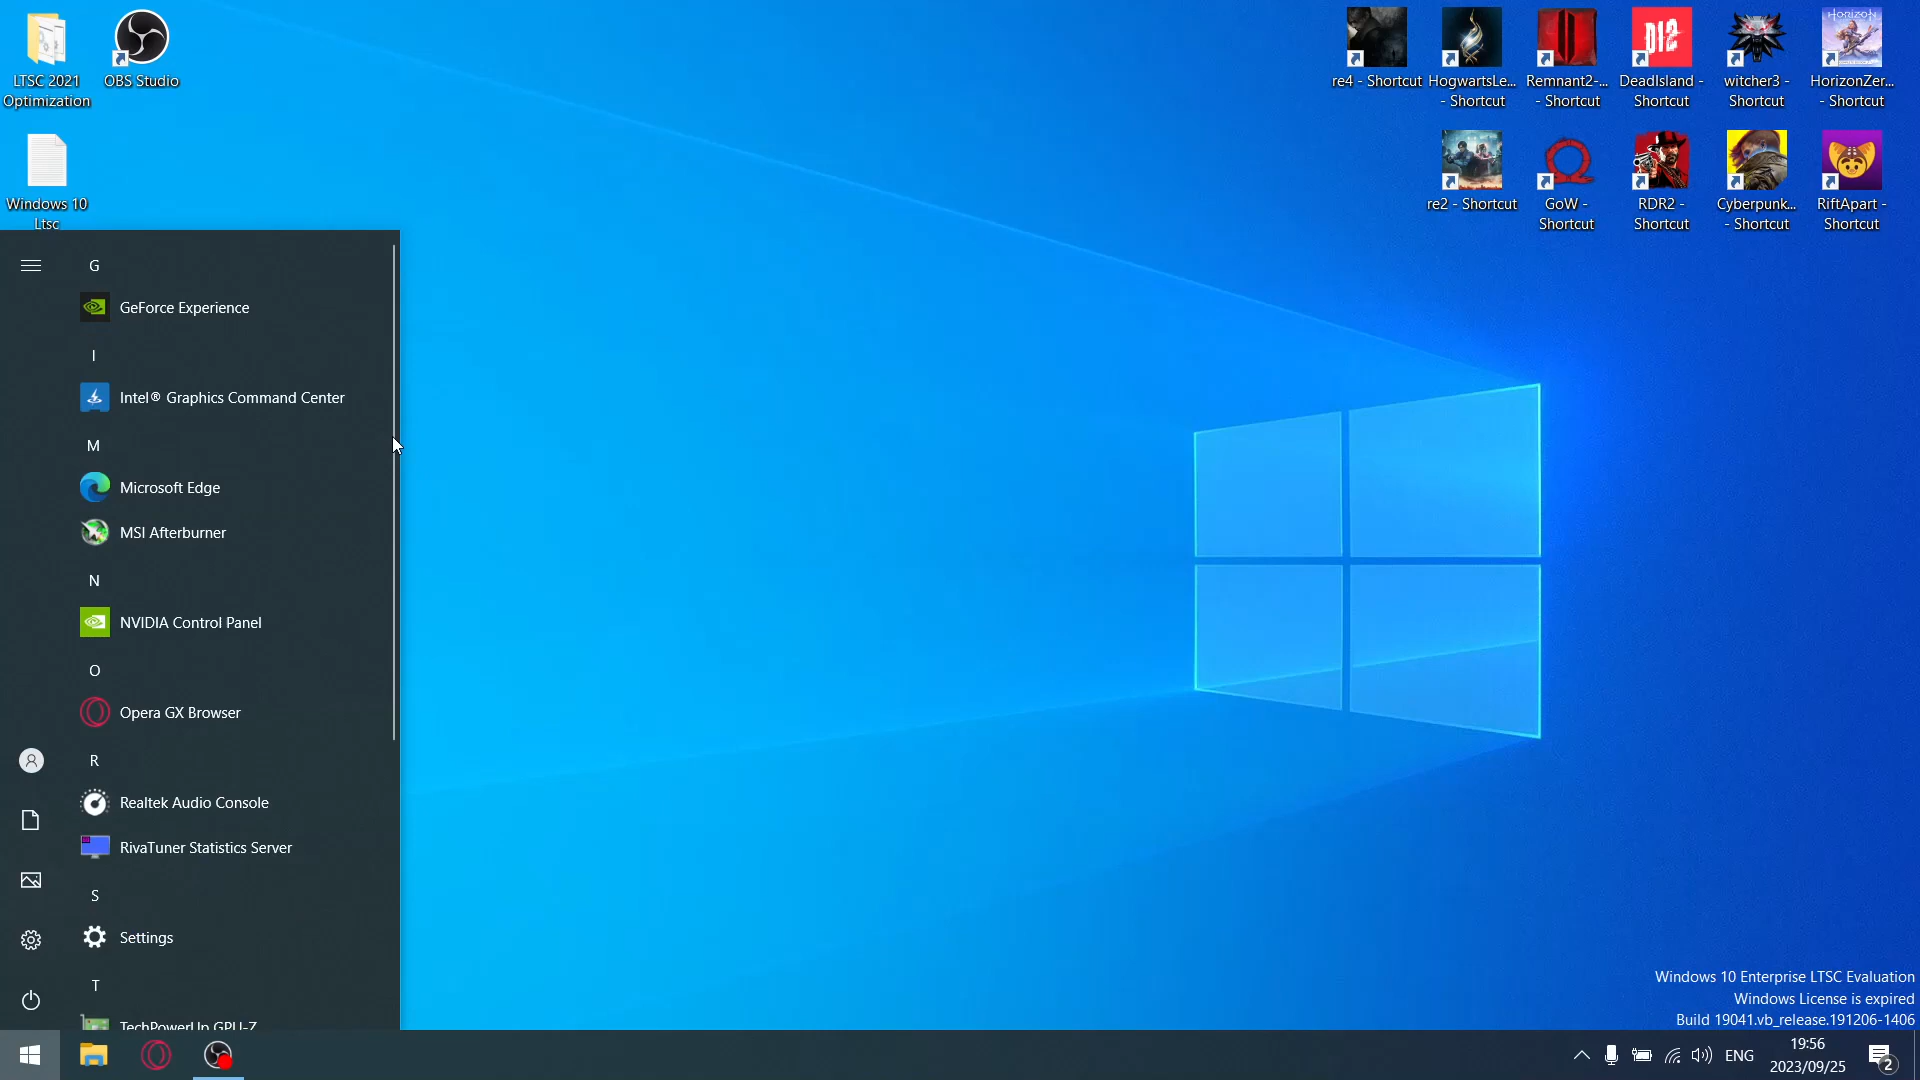 LTSC 2021
Optimization
OBS Studio
Windows 10
Ltsc
re4 - Shortcut
HogwartsLe...
- Shortcut
Remnant2-...
- Shortcut
DeadIsland -
Shortcut
witcher3 -
Shortcut
HORIZON
HorizonZer...
- Shortcut
re2 - Shortcut
GoW -
Shortcut
RDR2 -
Shortcut
Cyberpunk...
- Shortcut
RiftApart -
Shortcut
G
GeForce Experience
I
Intel® Graphics Command Center
M
Microsoft Edge
MSI Afterburner
N
NVIDIA Control Panel
O
Opera GX Browser
R
Realtek Audio Console
RivaTuner Statistics Server
S
Settings
T
TechPowerUp GPU-Z
Windows 10 Enterprise LTSC Evaluation
Windows License is expired
Build 19041.vb_release.191206-1406
ENG
19:56
2023/09/25
2